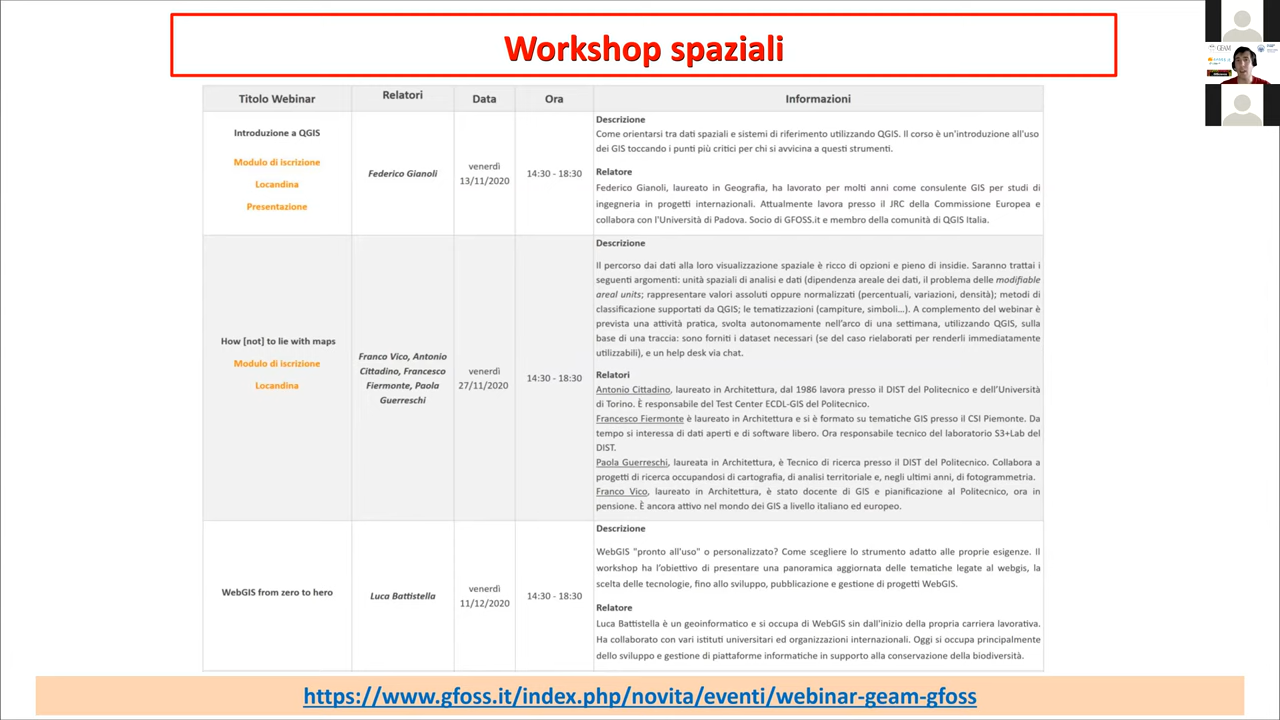 Workshop spaziali
GEAM
Titolo Webinar
Relatori
Data
Ora
Informazioni
Introduzione a QGIS
Modulo di iscrizione
Locandina
Presentazione
Federico Gianoli
venerdì
13/11/2020
14:30 - 18:30
Descrizione
Come orientarsi tra dati spaziali e sistemi di riferimento utilizzando QGIS. Il corso è un'introduzione all'uso
dei GIS toccando i punti più critici per chi si avvicina a questi strumenti.
Relatore
Federico Gianoli, laureato in Geografia, ha lavorato per molti anni come consulente GIS per studi di
ingegneria in progetti internazionali. Attualmente lavora presso il JRC della Commissione Europea e
collabora con l'Università di Padova. Socio di GFOSS.it e membro della comunità di QGIS Italia.
How [not] to lie with maps
Modulo di iscrizione
Locandina
Franco Vico, Antonio
Cittadino, Francesco
Fiermonte, Paola
Guerreschi
venerdì
27/11/2020
14:30 - 18:30
Descrizione
Il percorso dai dati alla loro visualizzazione spaziale è ricco di opzioni e pieno di insidie. Saranno trattai i
seguenti argomenti: unità spaziali di analisi e dati (dipendenza areale dei dati, il problema delle modifiable
areal units; rappresentare valori assoluti oppure normalizzati (percentuali, variazioni, densità); metodi di
classificazione supportati da QGIS; le tematizzazioni (campiture, simboli…). A complemento del webinar è
prevista una attività pratica, svolta autonomamente nell'arco di una settimana, utilizzando QGIS, sulla
base di una traccia: sono forniti i dataset necessari (se del caso rielaborati per renderli immediatamente
utilizzabili), e un help desk via chat.
Relatori
Antonio Cittadino, laureato in Architettura, dal 1986 lavora presso il DIST del Politecnico e dell'Università
di Torino. È responsabile del Test Center ECDL-GIS del Politecnico.
Francesco Fiermonte è laureato in Architettura e si è formato su tematiche GIS presso il CSI Piemonte. Da
tempo si interessa di dati aperti e di software libero. Ora responsabile tecnico del laboratorio S3+Lab del
DIST.
Paola Guerreschi, laureata in Architettura, è Tecnico di ricerca presso il DIST del Politecnico. Collabora a
progetti di ricerca occupandosi di cartografia, di analisi territoriale e, negli ultimi anni, di fotogrammetria.
Franco Vico, laureato in Architettura, è stato docente di GIS e pianificazione al Politecnico, ora in
pensione. È ancora attivo nel mondo dei GIS a livello italiano ed europeo.
WebGIS from zero to hero
Luca Battistella
venerdì
11/12/2020
14:30 - 18:30
Descrizione
WebGIS "pronto all'uso" o personalizzato? Come scegliere lo strumento adatto alle proprie esigenze. Il
workshop ha l'obiettivo di presentare una panoramica aggiornata delle tematiche legate al webgis, la
scelta delle tecnologie, fino allo sviluppo, pubblicazione e gestione di progetti WebGIS.
Relatore
Luca Battistella è un geoinformatico e si occupa di WebGIS sin dall'inizio della propria carriera lavorativa.
Ha collaborato con vari istituti universitari ed organizzazioni internazionali. Oggi si occupa principalmente
dello sviluppo e gestione di piattaforme informatiche in supporto alla conservazione della biodiversità.
https://www.gfoss.it/index.php/novita/eventi/webinar-geam-gfoss